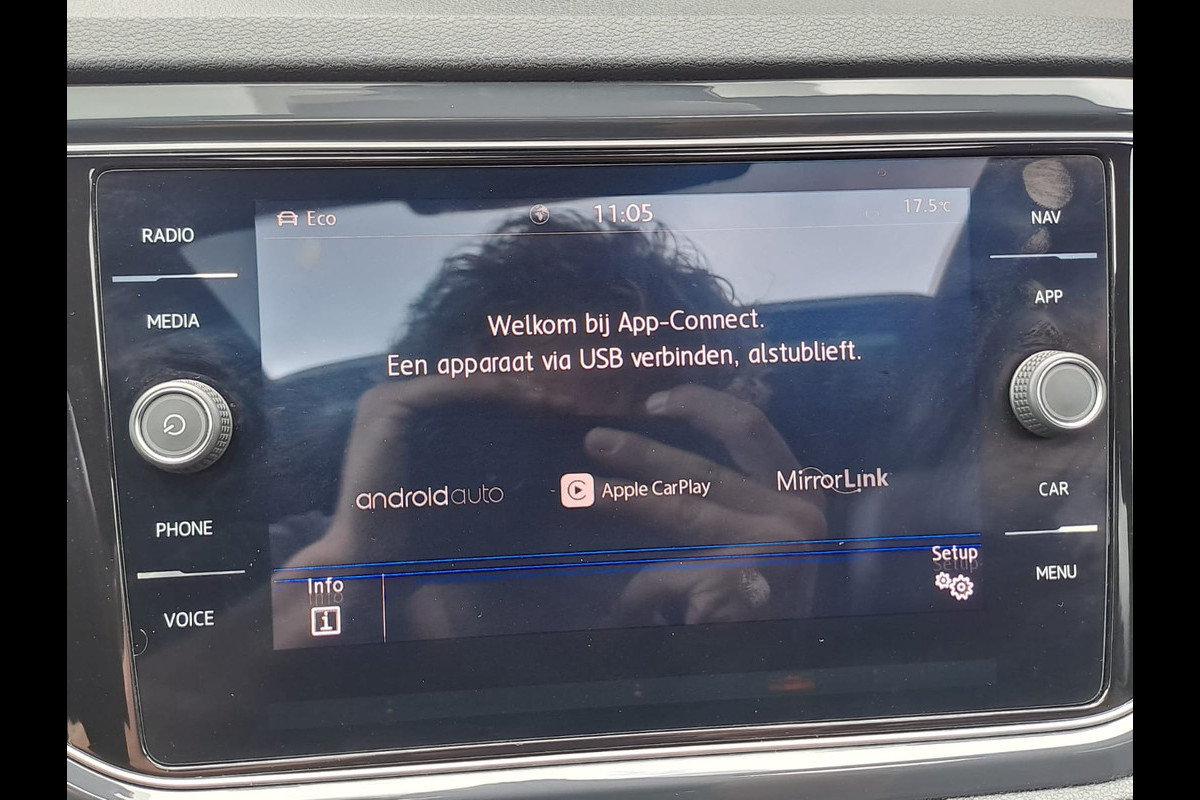 RADIO
MEDIA
PHONE
VOICE
Eco
11:05
17.5°C
Welkom bij App-Connect.
Een apparaat via USB verbinden, alstublieft.
androidauto
Apple CarPlay
MirrorLink
Info
Setup
NAV
APP
CAR
MENU